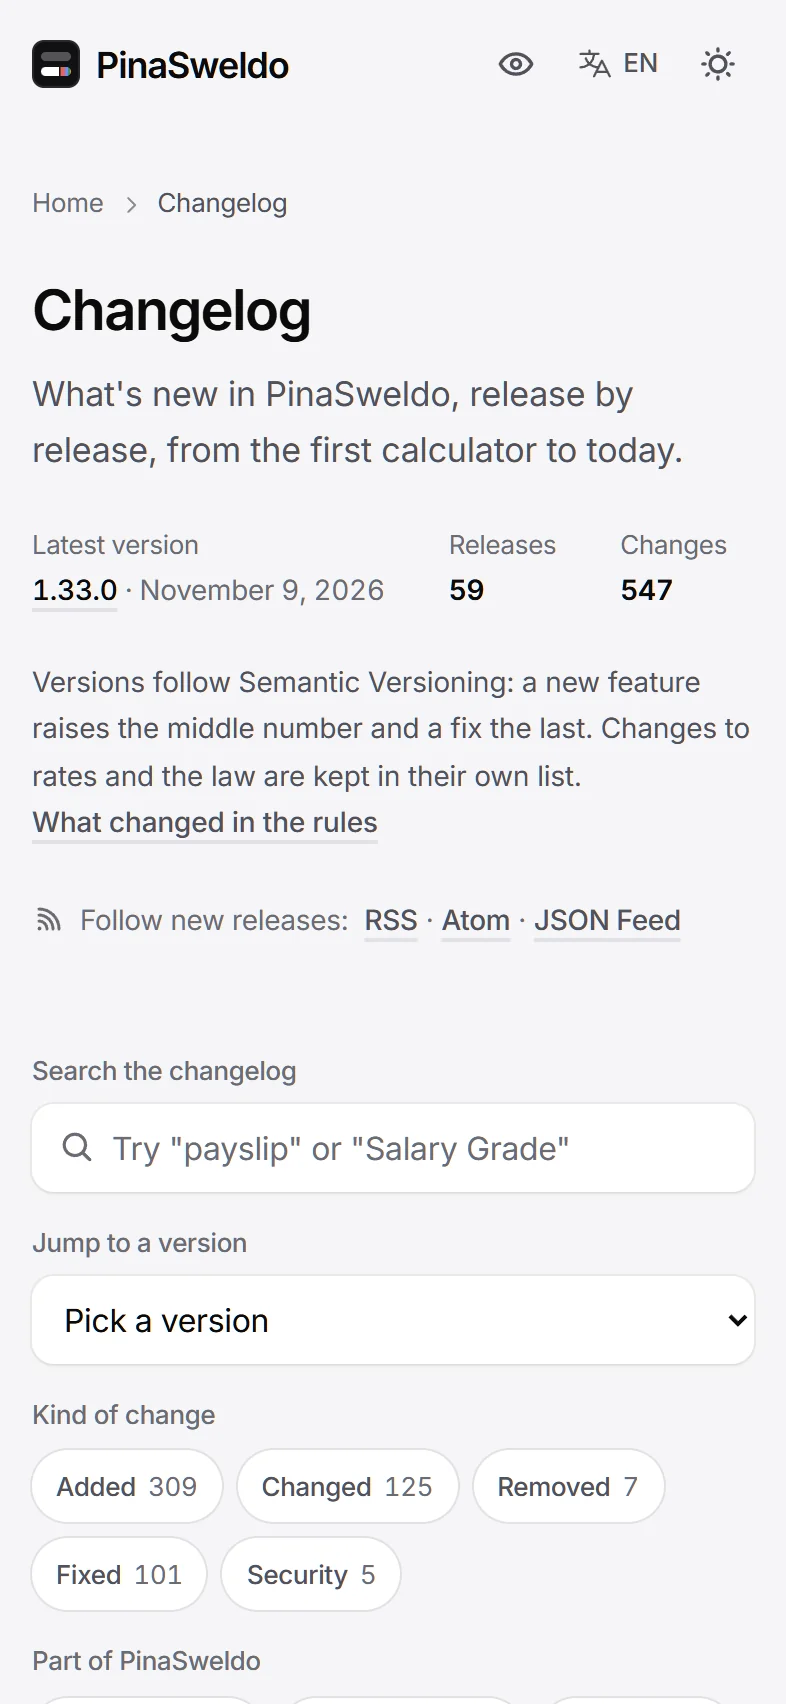 PinaSweldo
EN
Home
Changelog
Changelog
What's new in PinaSweldo, release by
release, from the first calculator to today.
Latest version
1.33.0 · November 9, 2026
Releases
59
Changes
547
Versions follow Semantic Versioning: a new feature
raises the middle number and a fix the last. Changes to
rates and the law are kept in their own list.
What changed in the rules
Follow new releases: RSS · Atom · JSON Feed
Search the changelog
Try "payslip" or "Salary Grade"
Jump to a version
Pick a version
Kind of change
Added 309
Changed 125
Removed 7
Fixed 101
Security 5
Part of PinaSweldo